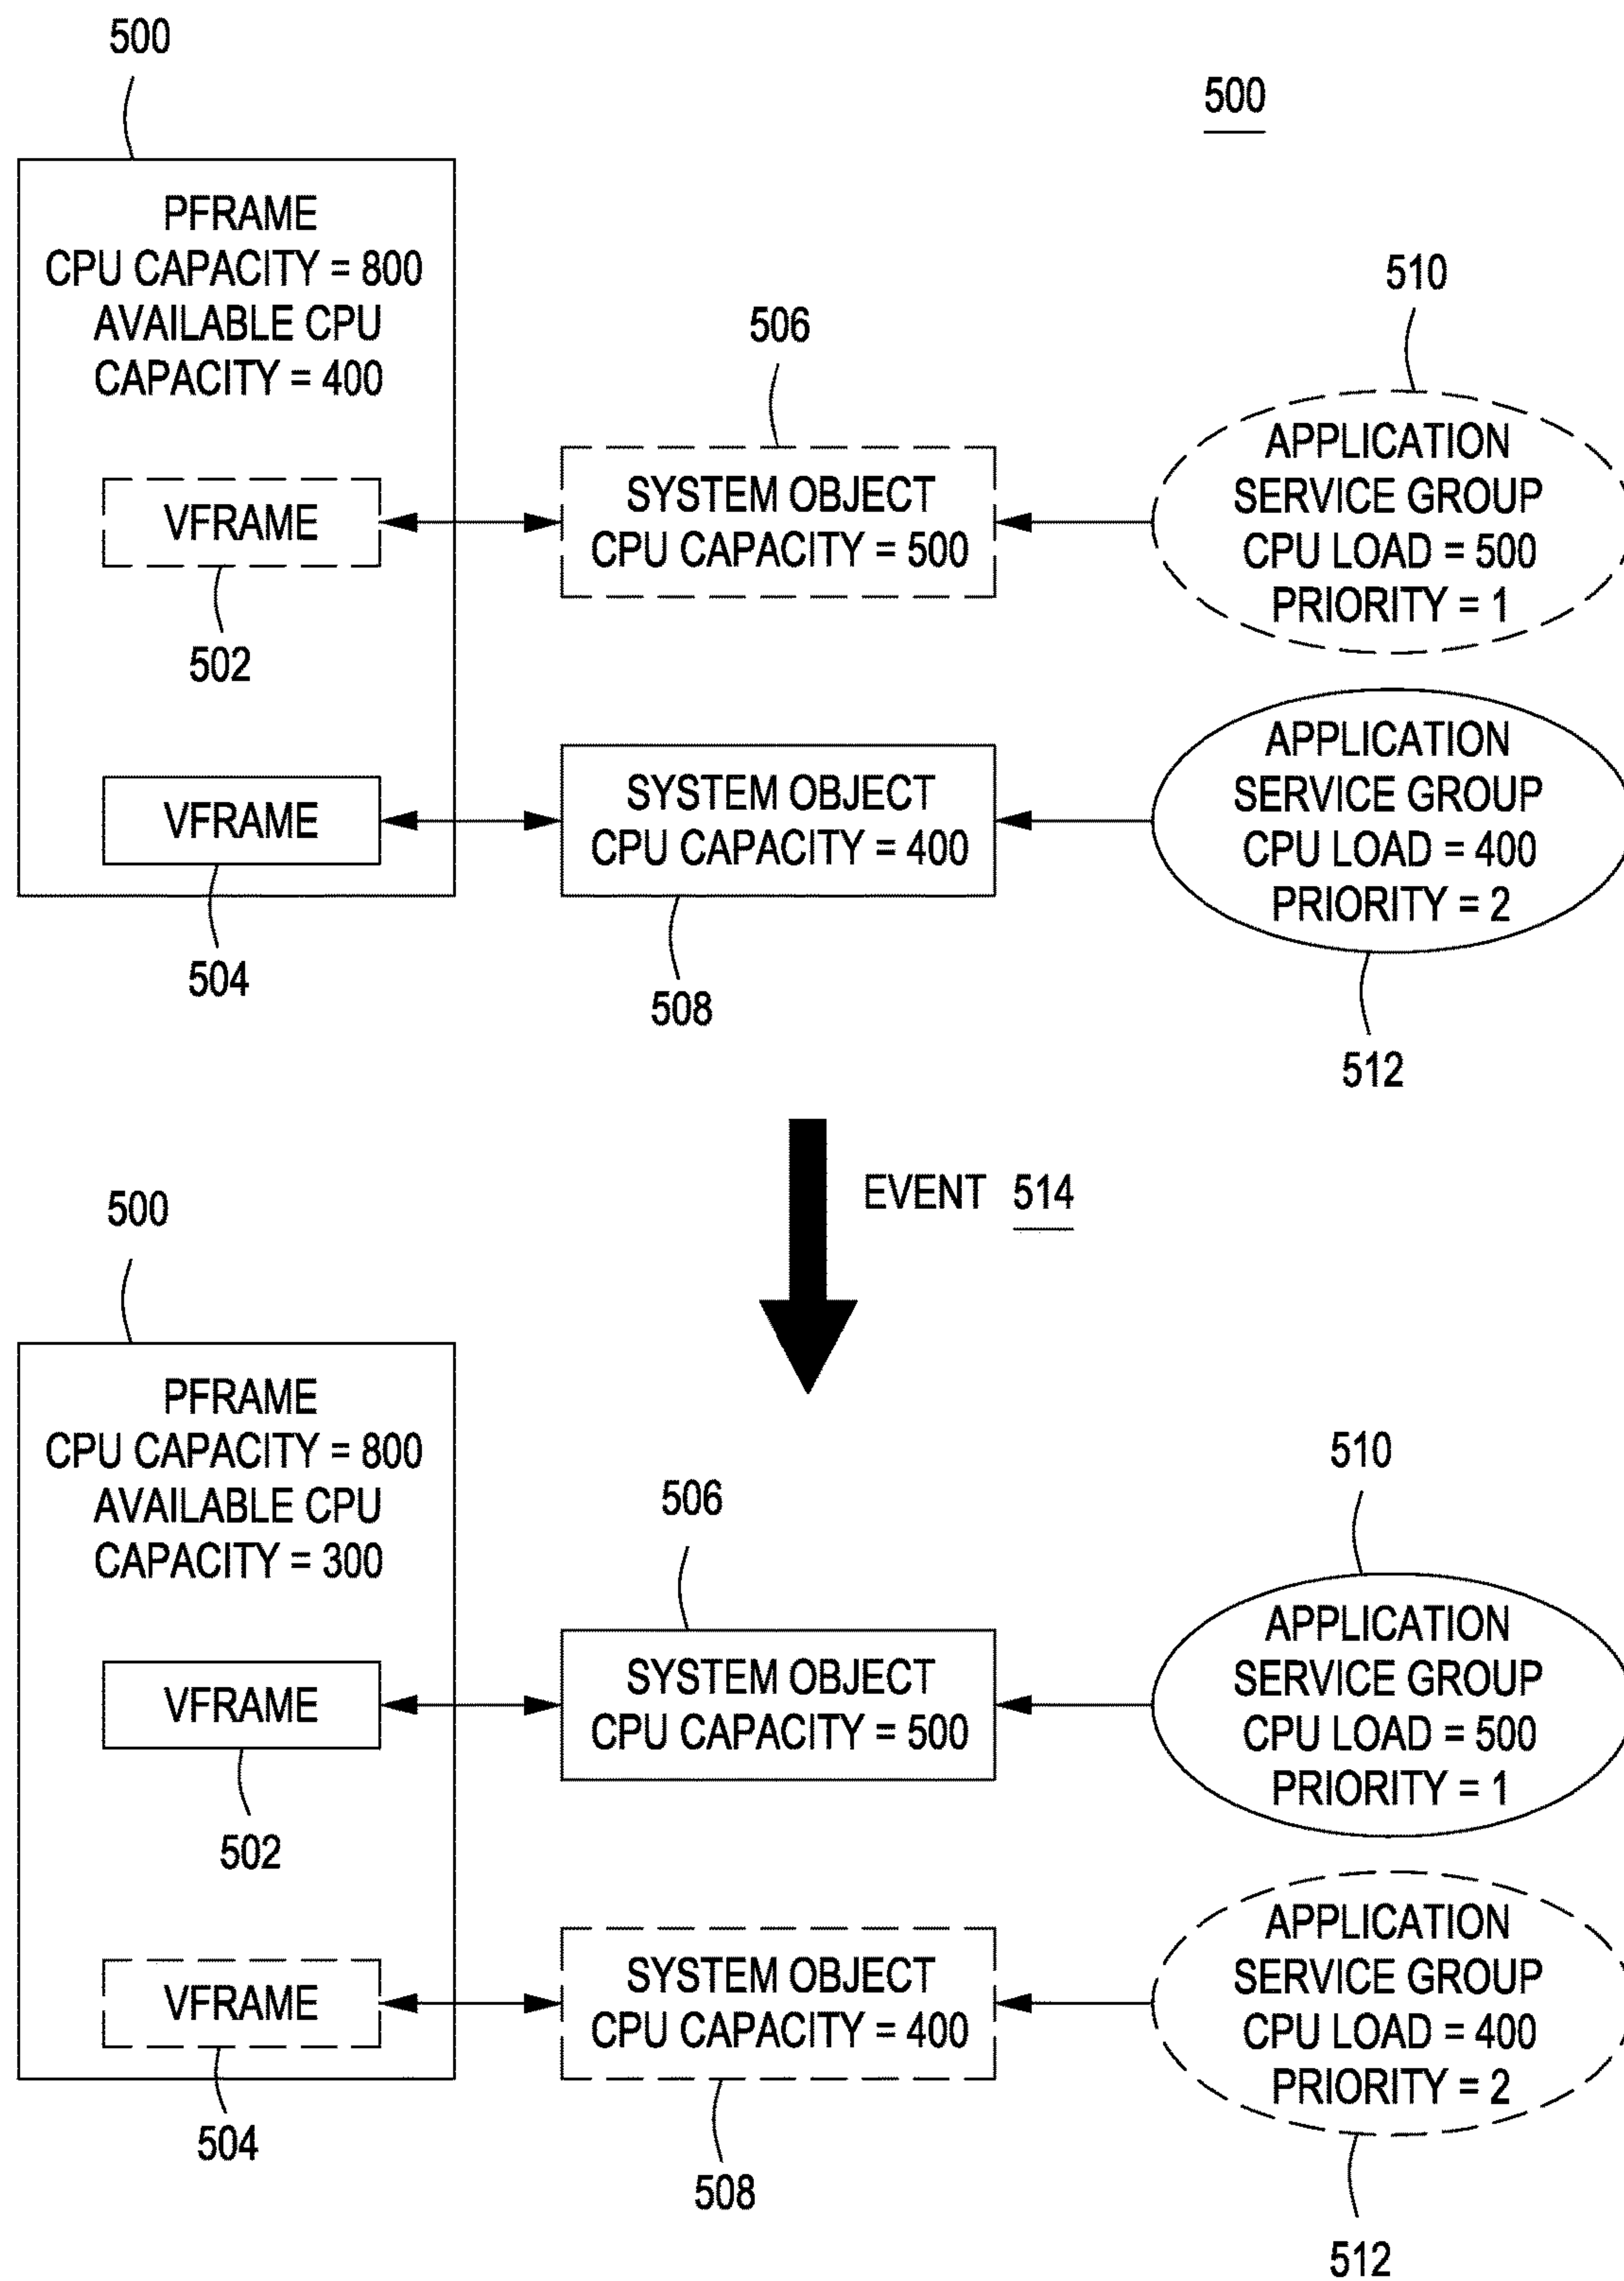 500
500
PFRAME
CPU CAPACITY = 800
AVAILABLE CPU
CAPACITY = 400
VFRAME
502
VFRAME
504
506
SYSTEM OBJECT
CPU CAPACITY = 500
SYSTEM OBJECT
CPU CAPACITY = 400
508
510
APPLICATION
SERVICE GROUP
CPU LOAD = 500
PRIORITY = 1
APPLICATION
SERVICE GROUP
CPU LOAD = 400
PRIORITY = 2
512
EVENT 514
500
PFRAME
CPU CAPACITY = 800
AVAILABLE CPU
CAPACITY = 300
VFRAME
502
VFRAME
504
506
SYSTEM OBJECT
CPU CAPACITY = 500
SYSTEM OBJECT
CPU CAPACITY = 400
508
510
APPLICATION
SERVICE GROUP
CPU LOAD = 500
PRIORITY = 1
APPLICATION
SERVICE GROUP
CPU LOAD = 400
PRIORITY = 2
512